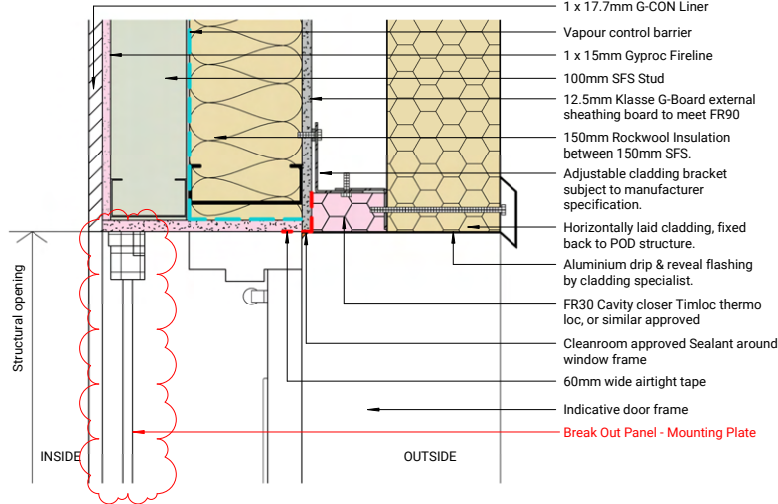 1 x 17.7mm G-CON Liner
Vapour control barrier
1 x 15mm Gyproc Fireline
100mm SFS Stud
12.5mm Klasse G-Board external
sheathing board to meet FR90
150mm Rockwool Insulation
between 150mm SFS.
Adjustable cladding bracket
subject to manufacturer
specification.
Horizontally laid cladding, fixed
back to POD structure.
Aluminium drip & reveal flashing
by cladding specialist.
FR30 Cavity closer Timloc thermo
loc, or similar approved
Cleanroom approved Sealant around
window frame
60mm wide airtight tape
Indicative door frame
Break Out Panel - Mounting Plate
Structural opening
INSIDE
OUTSIDE